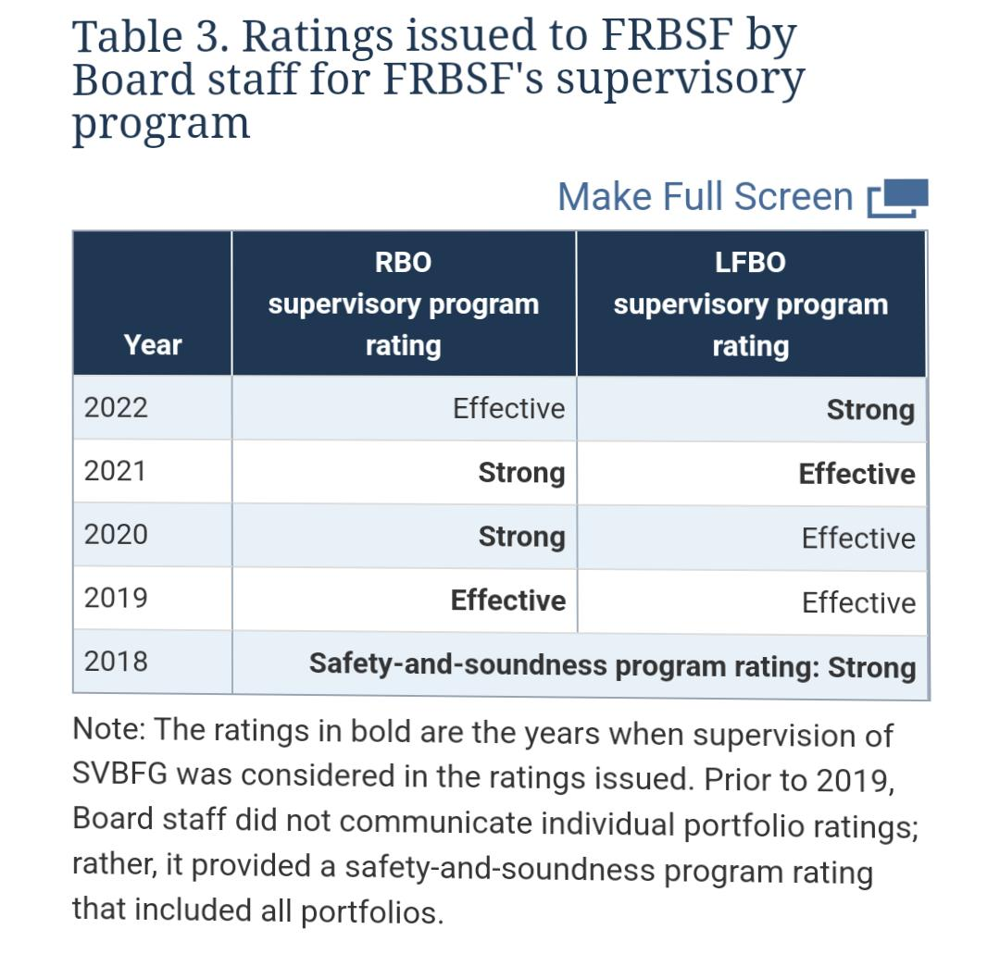 Table 3. Ratings issued to FRBSF by
Board staff for FRBSF's supervisory
program
Make Full Screen
Year
RBO
supervisory program
rating
LFBO
supervisory program
rating
2022 Effective Strong
2021 Strong Effective
2020 Strong Effective
2019 Effective Effective
2018 Safety-and-soundness program rating: Strong
Note: The ratings in bold are the years when supervision of
SVBFG was considered in the ratings issued. Prior to 2019,
Board staff did not communicate individual portfolio ratings;
rather, it provided a safety-and-soundness program rating
that included all portfolios.